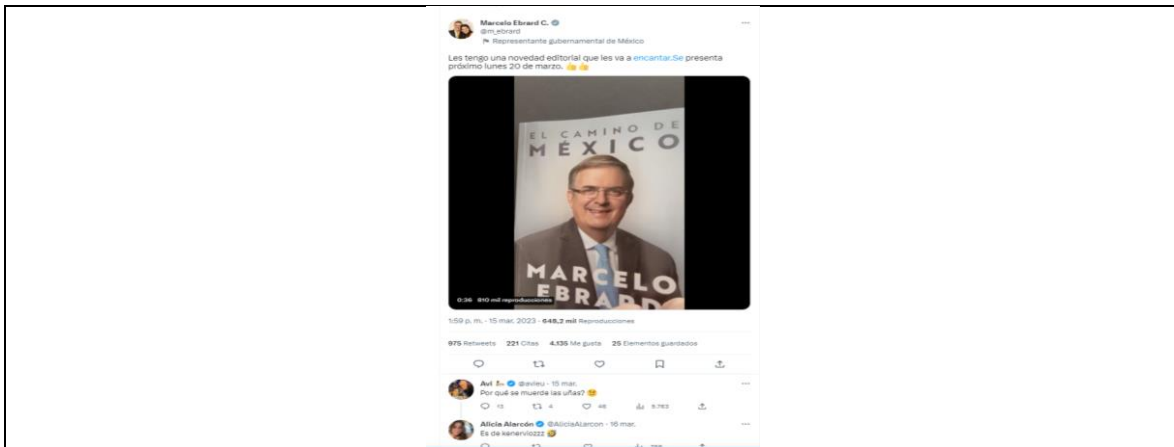 Marcelo Ebrard C.
@m_ebrard
Representante gubernamental de México
Les tengo una novedad editorial que les va a encantar.Se presenta
próximo lunes 20 de marzo. 👍👍
EL CAMINO DE
MÉXICO
MARCELO
EBRARD
0:36 810 mil reproducciones
1:59 p. m. · 15 mar. 2023 · 648,2 mil Reproducciones
975 Retweets 221 Citas 4.135 Me gusta 25 Elementos guardados
Avi @avieu · 15 mar.
Por qué se muerde las uñas?
13 4 46 9.763
Alicia Alarcón @AliciaAlarcon · 16 mar.
Es de kenerviozzz 🤣